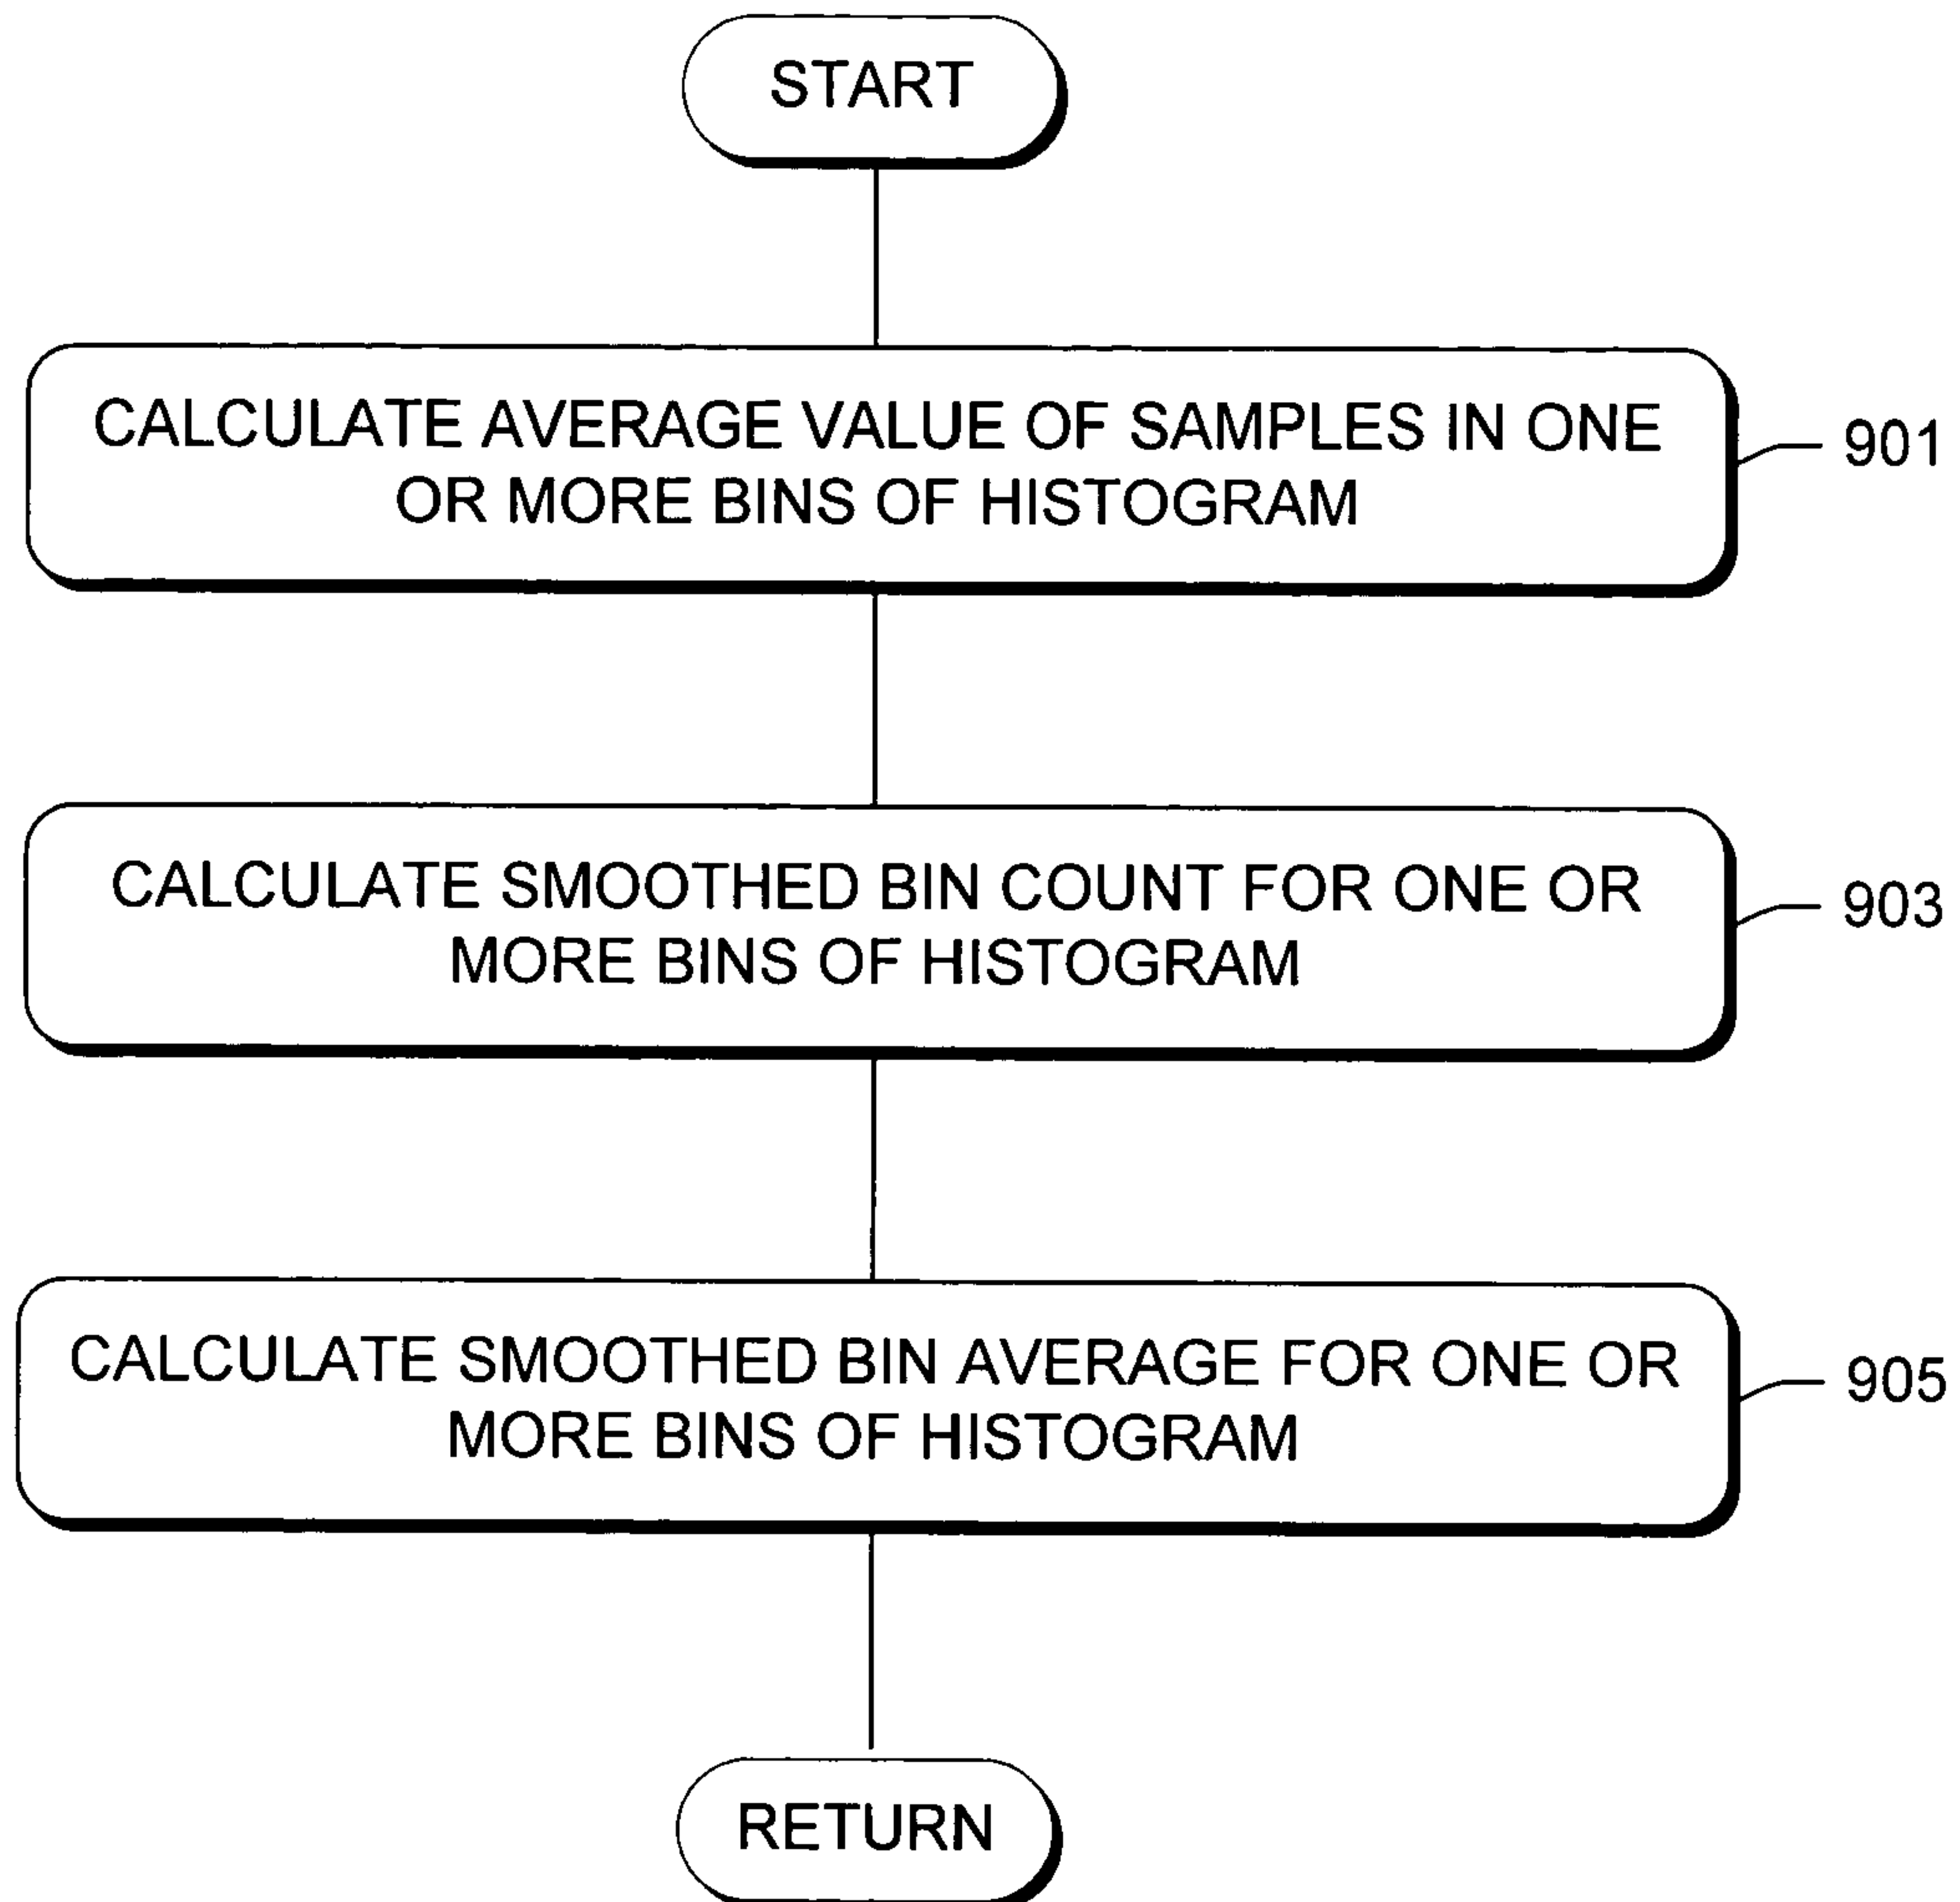 START
CALCULATE AVERAGE VALUE OF SAMPLES IN ONE
OR MORE BINS OF HISTOGRAM
901
CALCULATE SMOOTHED BIN COUNT FOR ONE OR
MORE BINS OF HISTOGRAM
903
CALCULATE SMOOTHED BIN AVERAGE FOR ONE OR
MORE BINS OF HISTOGRAM
905
RETURN